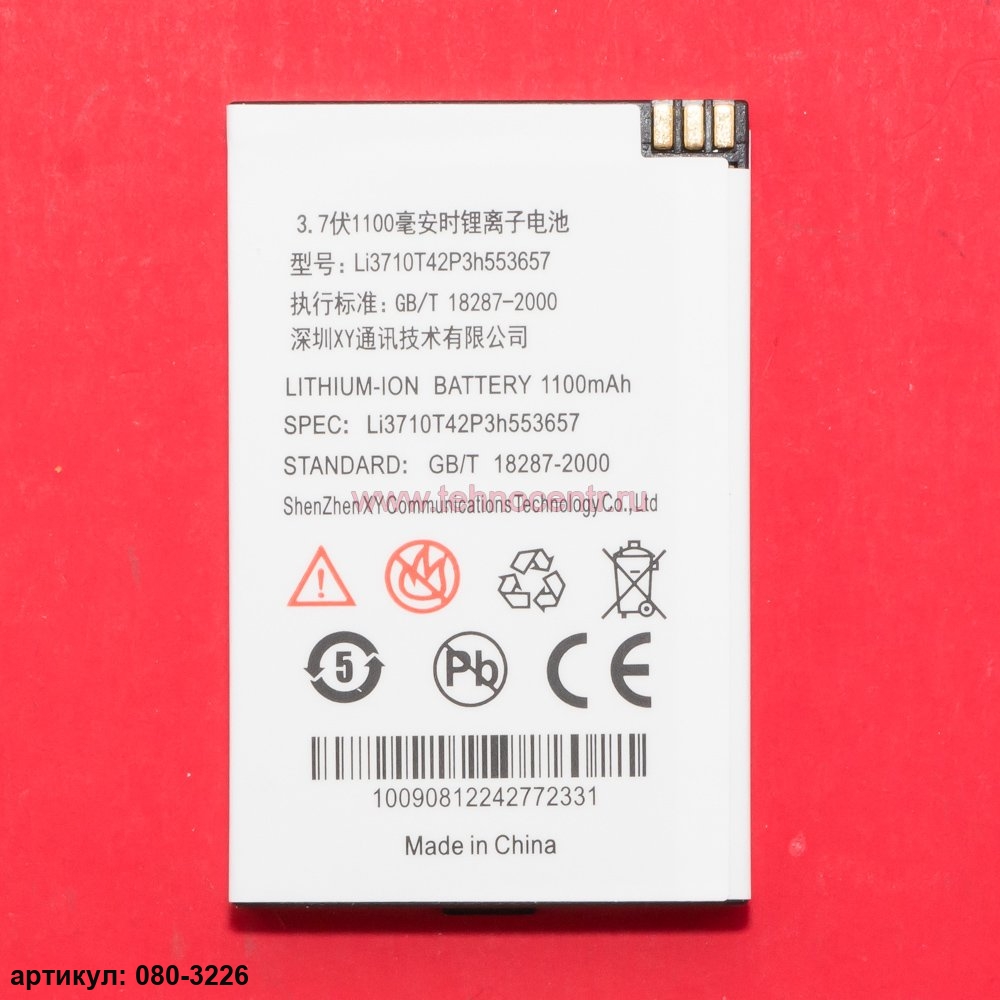 3.7伏1100毫安时锂离子电池
型号: Li3710T42P3h553657
执行标准: GB/T 18287-2000
深圳XY通讯技术有限公司
LITHIUM-ION BATTERY 1100mAh
SPEC: Li3710T42P3h553657
STANDARD: GB/T 18287-2000
www.tehnocentr.ru
ShenZhen XY Communications Technology Co., Ltd
5
Pb
CE
10090812242772331
Made in China
артикул: 080-3226